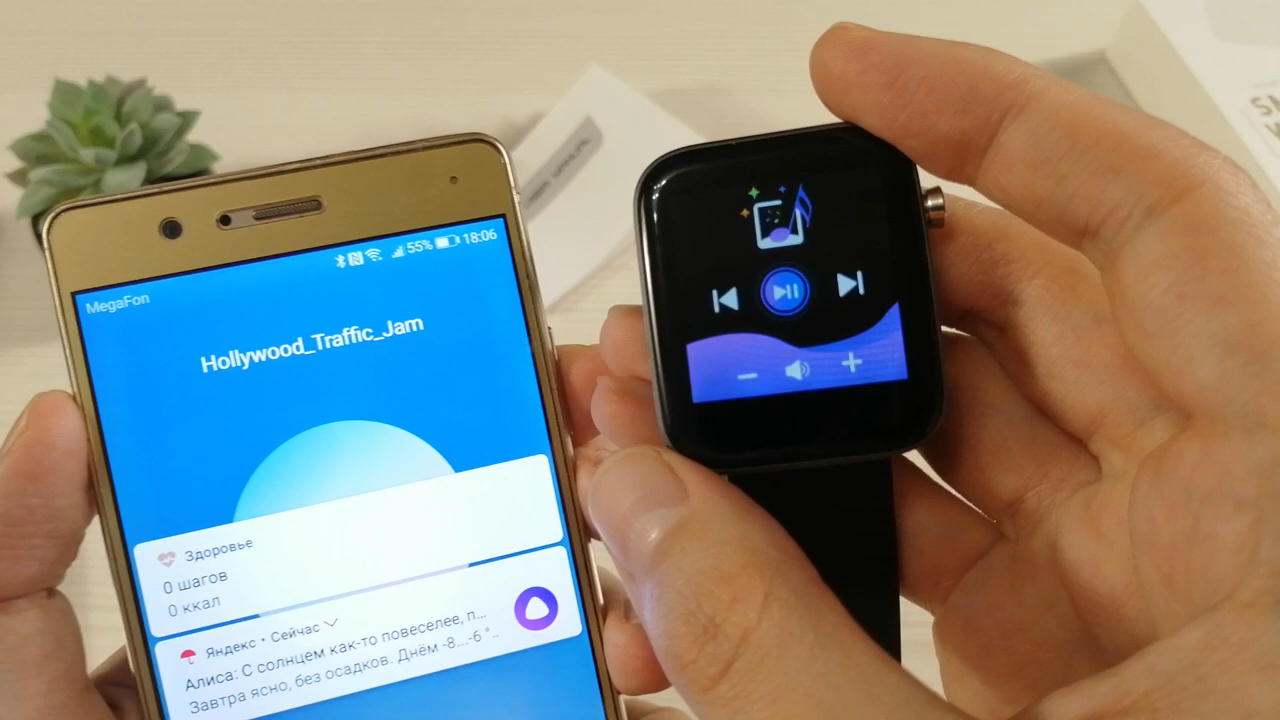 55% 18:06
MegaFon
Hollywood_Traffic_Jam
Здоровье
0 шагов
0 ккал
Яндекс • Сейчас
Алиса: С солнцем как-то повеселее, п...
Завтра ясно, без осадков. Днём -8...-6 °..